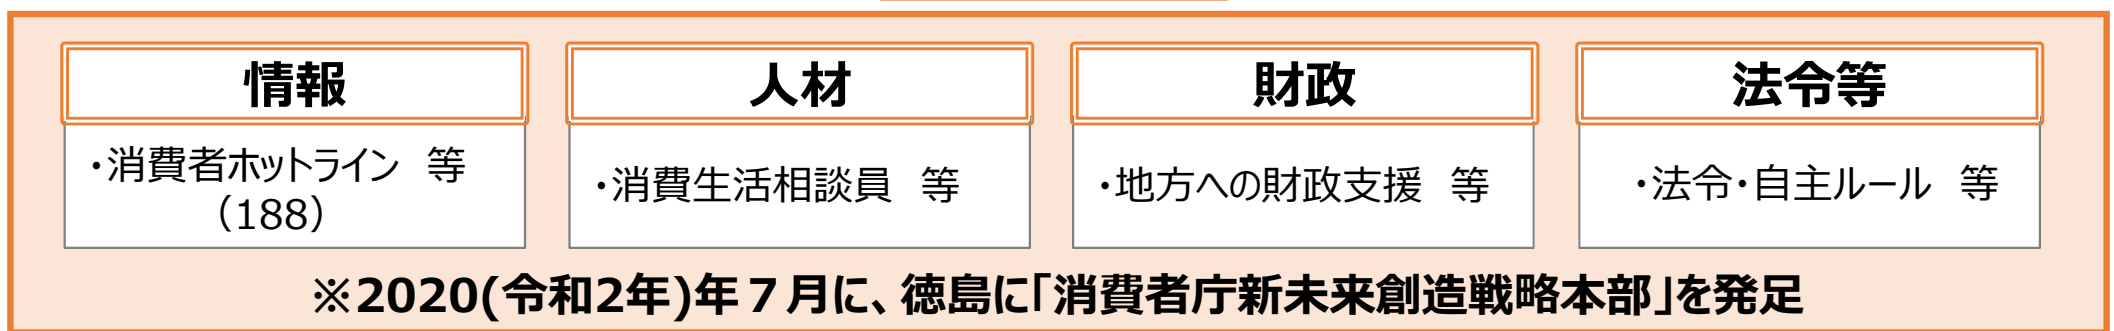 情報
・消費者ホットライン　等
（188）
人材
・消費生活相談員　等
財政
・地方への財政支援　等
法令等
・法令・自主ルール　等
※2020(令和2年)年７月に、徳島に「消費者庁新未来創造戦略本部」を発足